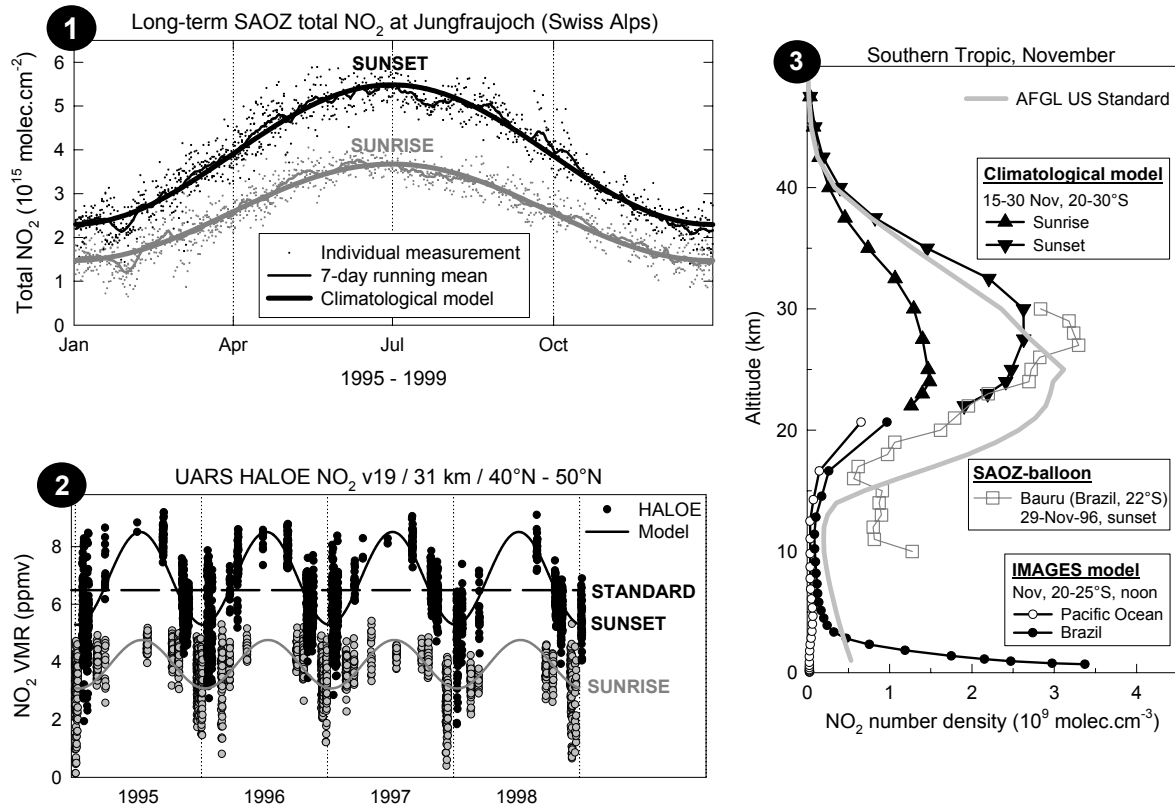 1
Long-term SAOZ total NO2 at Jungfraujoch (Swiss Alps)
Total NO2 (10^15 molec.cm^-2)
6
5
4
3
2
1
0
SUNSET
SUNRISE
Individual measurement
7-day running mean
Climatological model
Jan
Apr
Jul
Oct
1995 - 1999
2
UARS HALOE NO2 v19 / 31 km / 40°N - 50°N
NO2 VMR (ppmv)
8
6
4
2
0
HALOE
Model
STANDARD
SUNSET
SUNRISE
1995
1996
1997
1998
3
Southern Tropic, November
AFGL US Standard
Climatological model
15-30 Nov, 20-30°S
Sunrise
Sunset
SAOZ-balloon
Bauru (Brazil, 22°S)
29-Nov-96, sunset
IMAGES model
Nov, 20-25°S, noon
Pacific Ocean
Brazil
Altitude (km)
40
30
20
10
0
0
1
2
3
4
NO2 number density (10^9 molec.cm^-3)